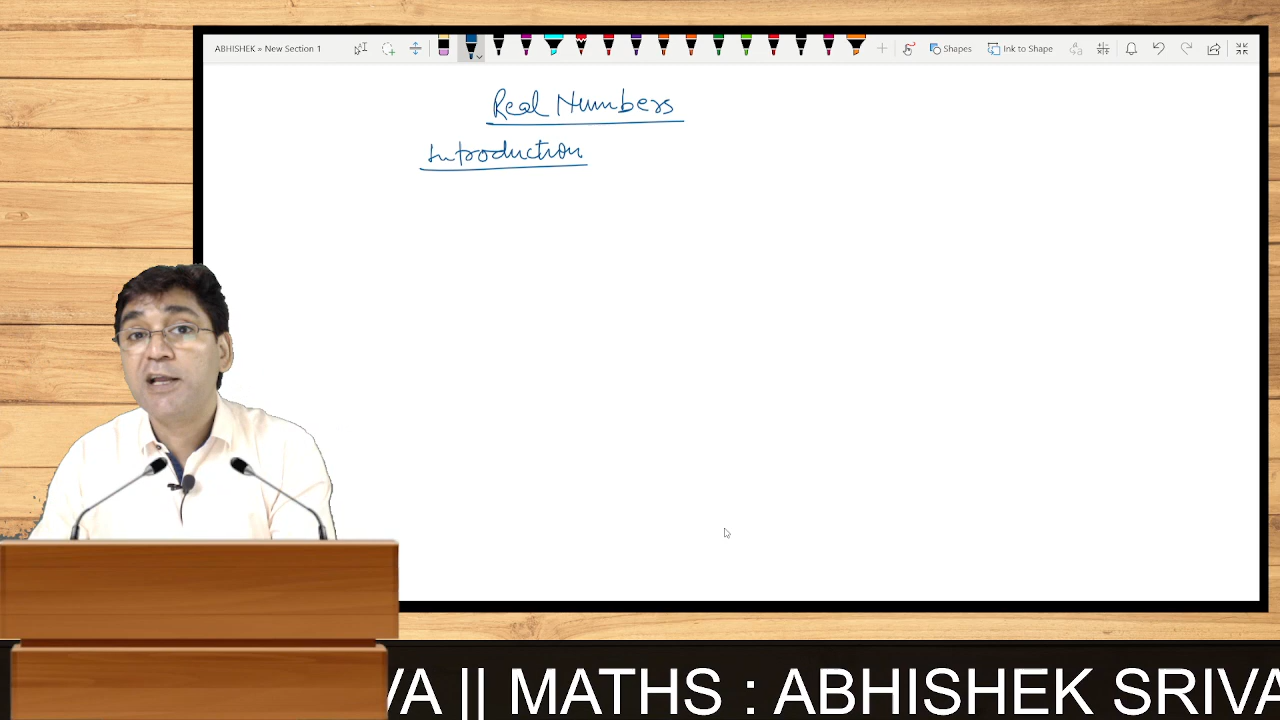 ABHISHEK » New Section 1
Shapes
Ink to Shape
Real Numbers
Introduction
VA || MATHS : ABHISHEK SRIVA